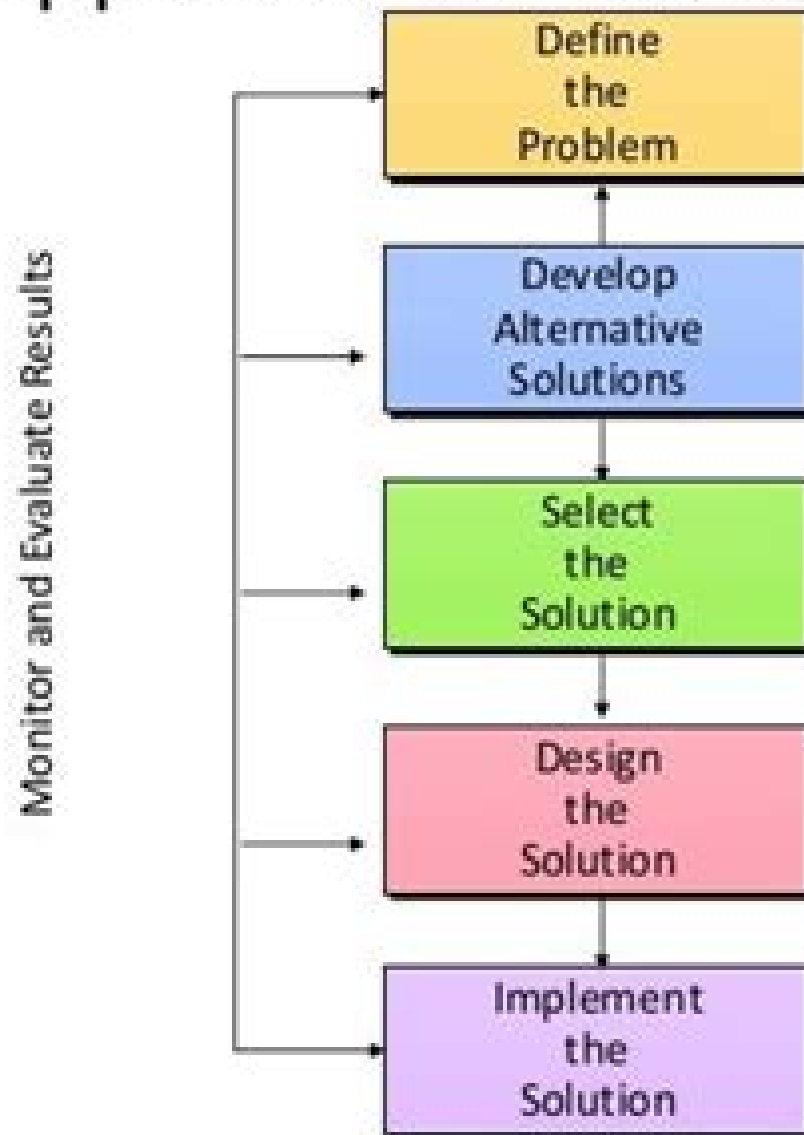 Define
the
Problem
Develop
Alternative
Solutions
Select
the
Solution
Design
the
Solution
Implement
the
Solution
Monitor and Evaluate Results